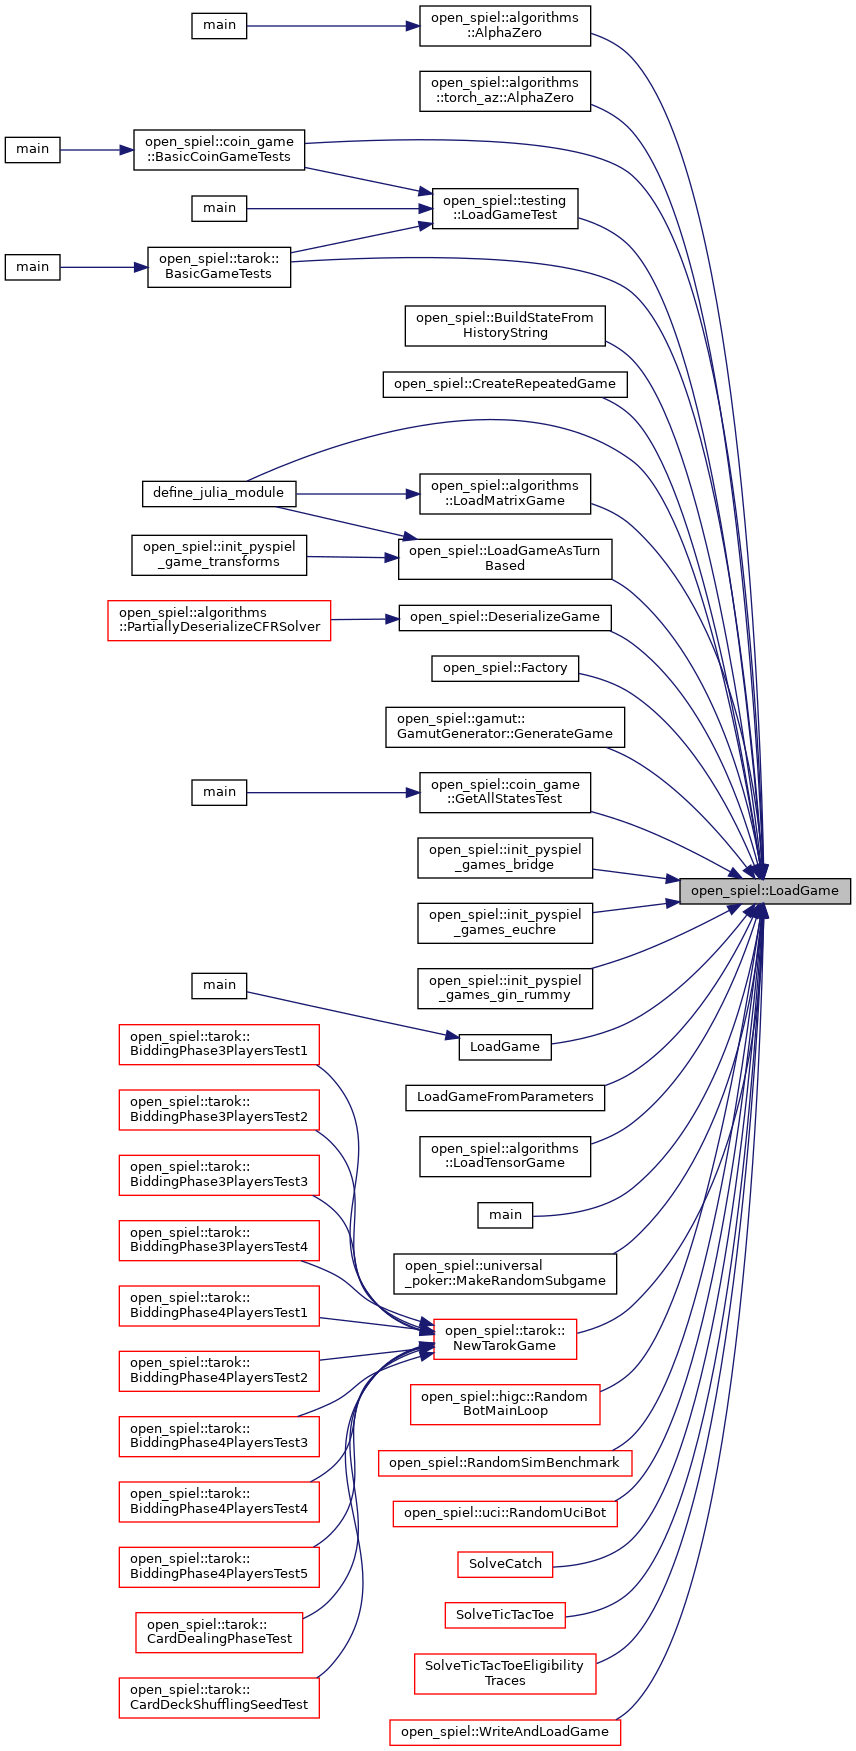 main
open_spiel::algorithms
::AlphaZero
open_spiel::algorithms
::torch_az::AlphaZero
main
open_spiel::coin_game
::BasicCoinGameTests
main
open_spiel::testing
::LoadGameTest
main
open_spiel::tarok::
BasicGameTests
open_spiel::BuildStateFrom
HistoryString
open_spiel::CreateRepeatedGame
define_julia_module
open_spiel::algorithms
::LoadMatrixGame
open_spiel::init_pyspiel
_game_transforms
open_spiel::LoadGameAsTurn
Based
open_spiel::algorithms
::PartiallyDeserializeCFRSolver
open_spiel::DeserializeGame
open_spiel::Factory
open_spiel::gamut::
GamutGenerator::GenerateGame
main
open_spiel::coin_game
::GetAllStatesTest
open_spiel::init_pyspiel
_games_bridge
open_spiel::LoadGame
open_spiel::init_pyspiel
_games_euchre
open_spiel::init_pyspiel
_games_gin_rummy
main
LoadGame
open_spiel::tarok::
BiddingPhase3PlayersTest1
LoadGameFromParameters
open_spiel::tarok::
BiddingPhase3PlayersTest2
open_spiel::algorithms
::LoadTensorGame
open_spiel::tarok::
BiddingPhase3PlayersTest3
main
open_spiel::tarok::
BiddingPhase3PlayersTest4
open_spiel::universal
_poker::MakeRandomSubgame
open_spiel::tarok::
BiddingPhase4PlayersTest1
open_spiel::tarok::
NewTarokGame
open_spiel::tarok::
BiddingPhase4PlayersTest2
open_spiel::higc::Random
BotMainLoop
open_spiel::tarok::
BiddingPhase4PlayersTest3
open_spiel::RandomSimBenchmark
open_spiel::tarok::
BiddingPhase4PlayersTest4
open_spiel::uci::RandomUciBot
open_spiel::tarok::
BiddingPhase4PlayersTest5
SolveCatch
open_spiel::tarok::
CardDealingPhaseTest
SolveTicTacToe
open_spiel::tarok::
CardDeckShufflingSeedTest
SolveTicTacToeEligibility
Traces
open_spiel::WriteAndLoadGame